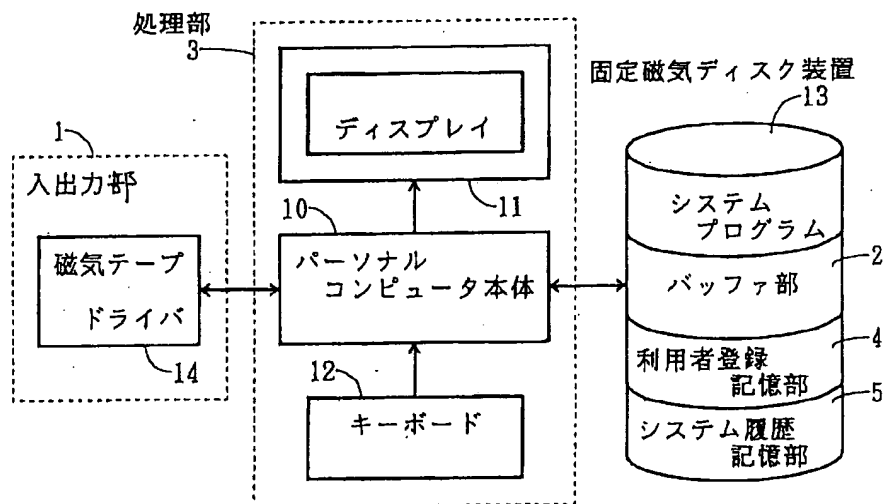 処理部
3
固定磁気ディスク装置
13
1
入出力部
ディスプレイ
11
10
磁気テープ
ドライバ
14
パーソナル
コンピュータ本体
12
キーボード
システム
プログラム
2
バッファ部
4
利用者登録
記憶部
5
システム履歴
記憶部